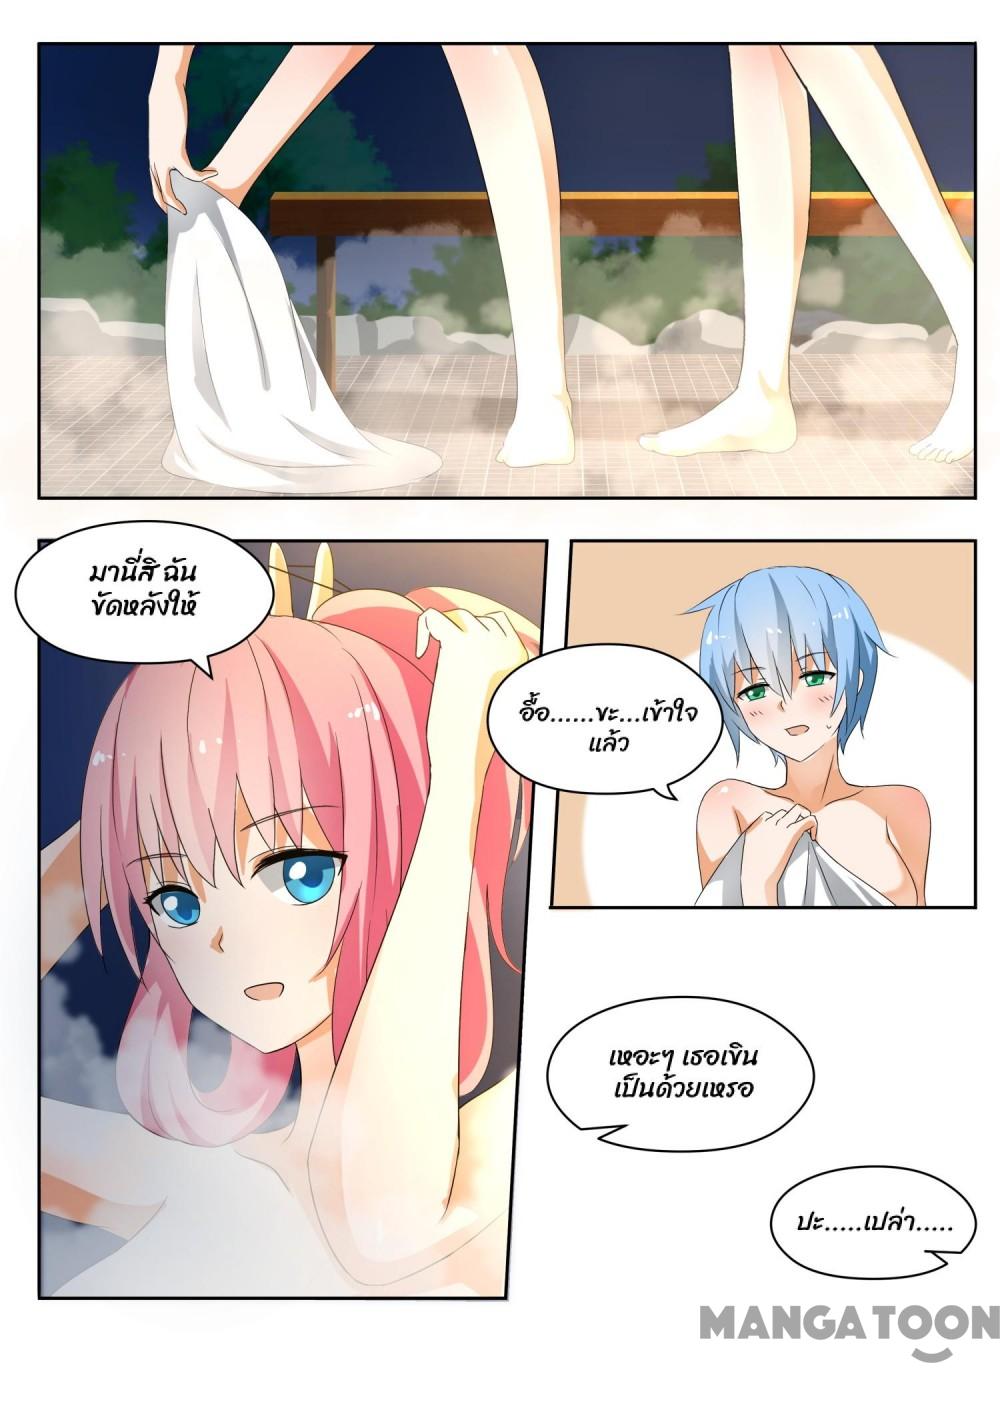 มานี่สิ ฉัน
ขัดหลังให้
อื้อ......ขะ...เข้าใจ
แล้ว
เหอะๆ เธอเขิน
เป็นด้วยเหรอ
ปะ.....เปล่า.....
MANGATOON